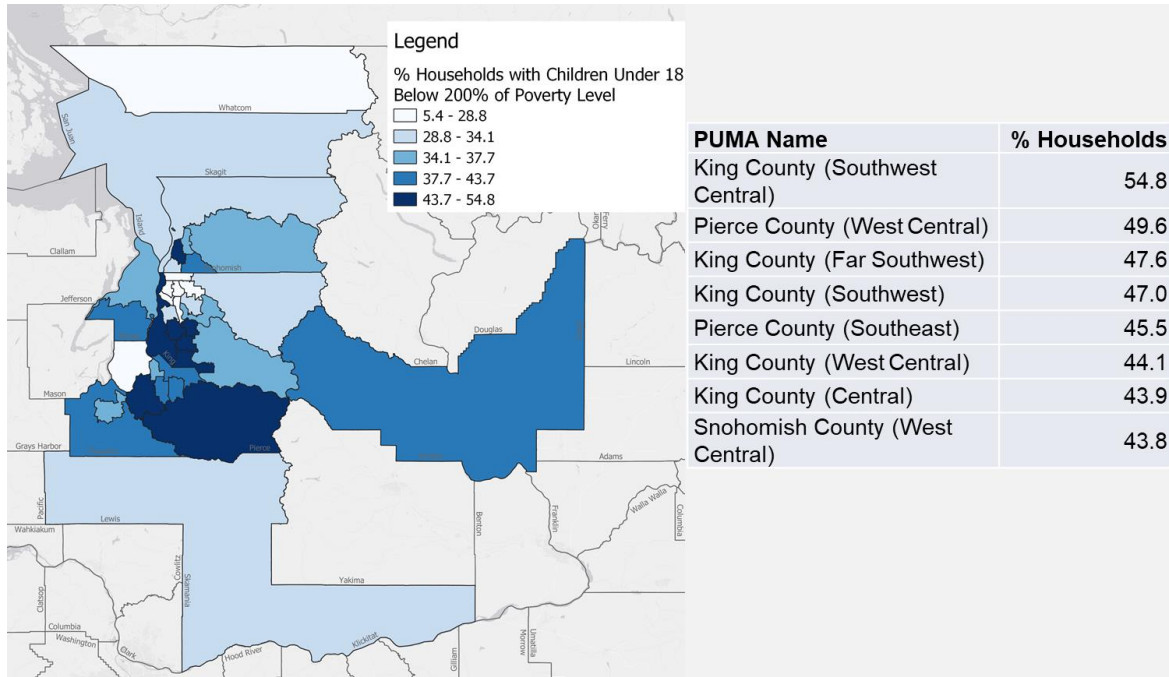 Legend
% Households with Children Under 18
Below 200% of Poverty Level
5.4 - 28.8
28.8 - 34.1
34.1 - 37.7
37.7 - 43.7
43.7 - 54.8
Whatcom
San Juan
Skagit
Island
Clallam
Jefferson
King
Mason
Grays Harbor
Pierce
Pacific
Lewis
Wahkiakum
Cowlitz
Skamania
Clatsop
Columbia
Washington
Clark
Hood River
Klickitat
Yakima
Gilliam
Morrow
Umatilla
Benton
Franklin
Walla Walla
Columbia
Adams
Lincoln
Douglas
Chelan
Ferry
PUMA Name % Households
King County (Southwest
Central) 54.8
Pierce County (West Central) 49.6
King County (Far Southwest) 47.6
King County (Southwest) 47.0
Pierce County (Southeast) 45.5
King County (West Central) 44.1
King County (Central) 43.9
Snohomish County (West
Central) 43.8